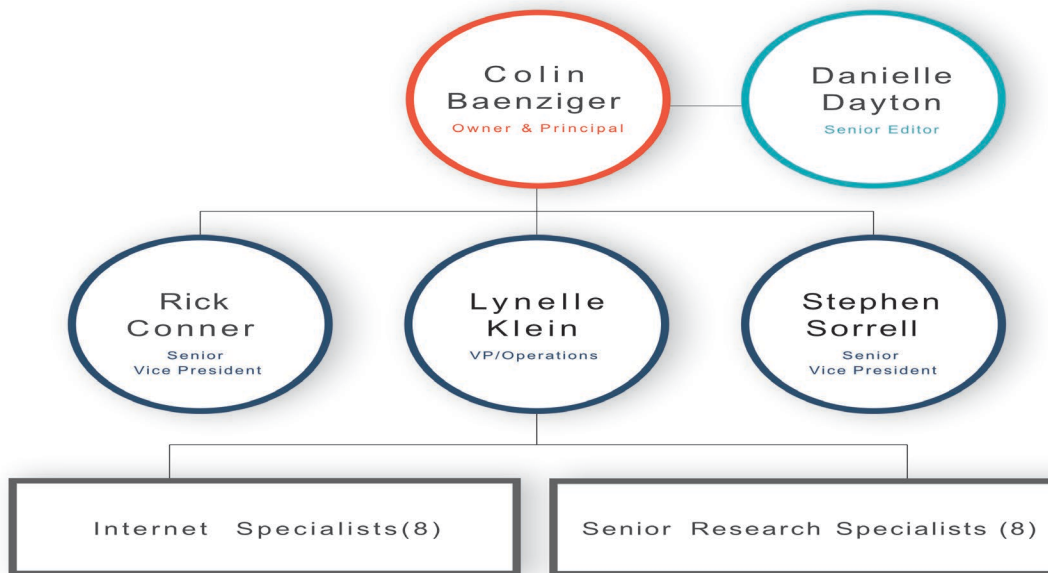 Colin
Baenziger
Owner & Principal
Danielle
Dayton
Senior Editor
Rick
Conner
Senior
Vice President
Lynelle
Klein
VP/Operations
Stephen
Sorrell
Senior
Vice President
Internet Specialists(8)
Senior Research Specialists (8)